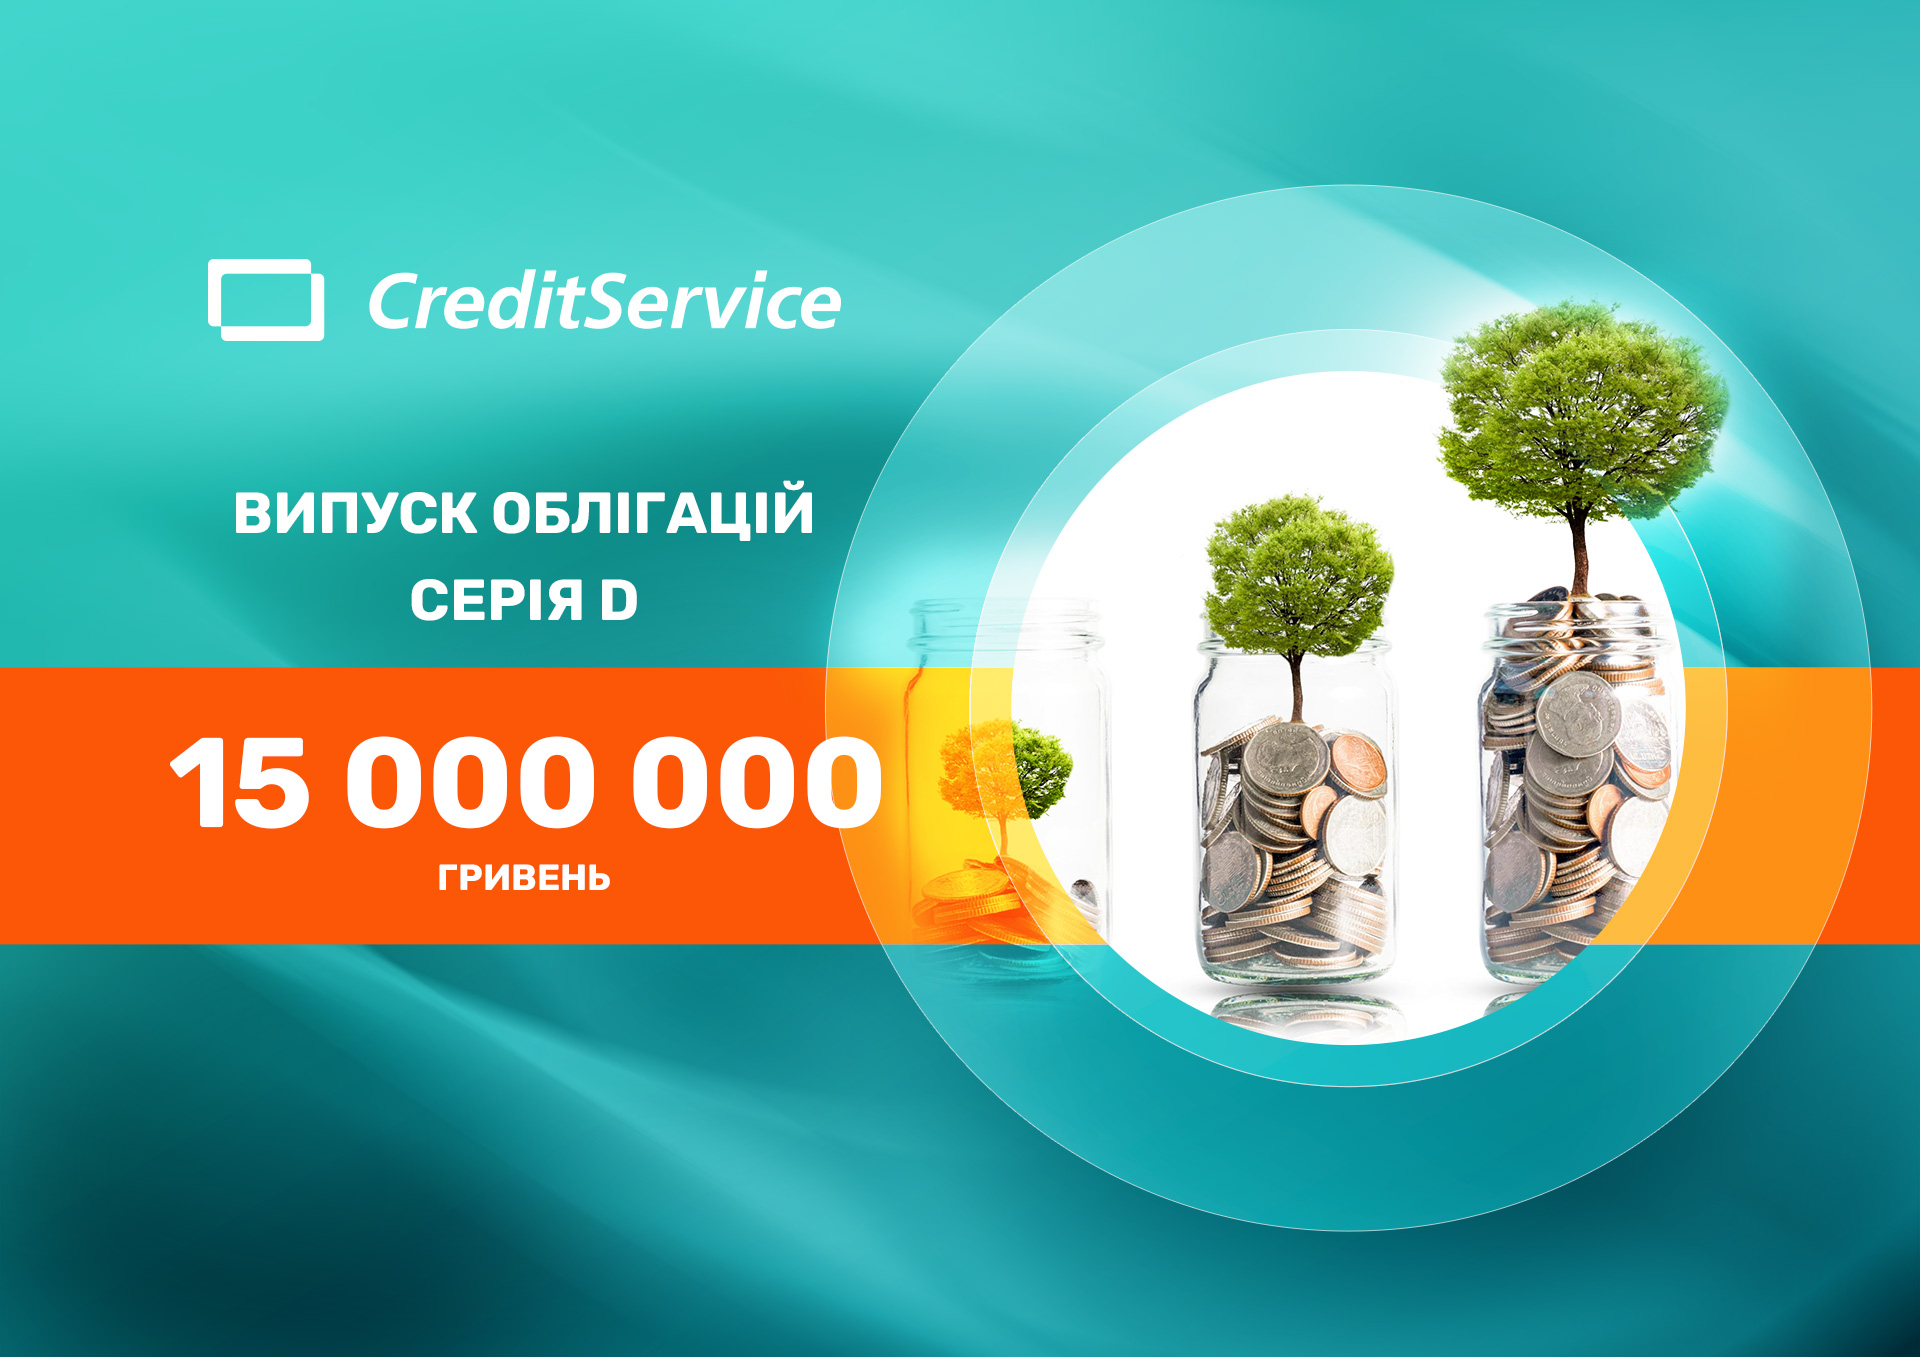 CreditService
ВИПУСК ОБЛІГАЦІЙ
СЕРІЯ D
15 000 000
ГРИВЕНЬ